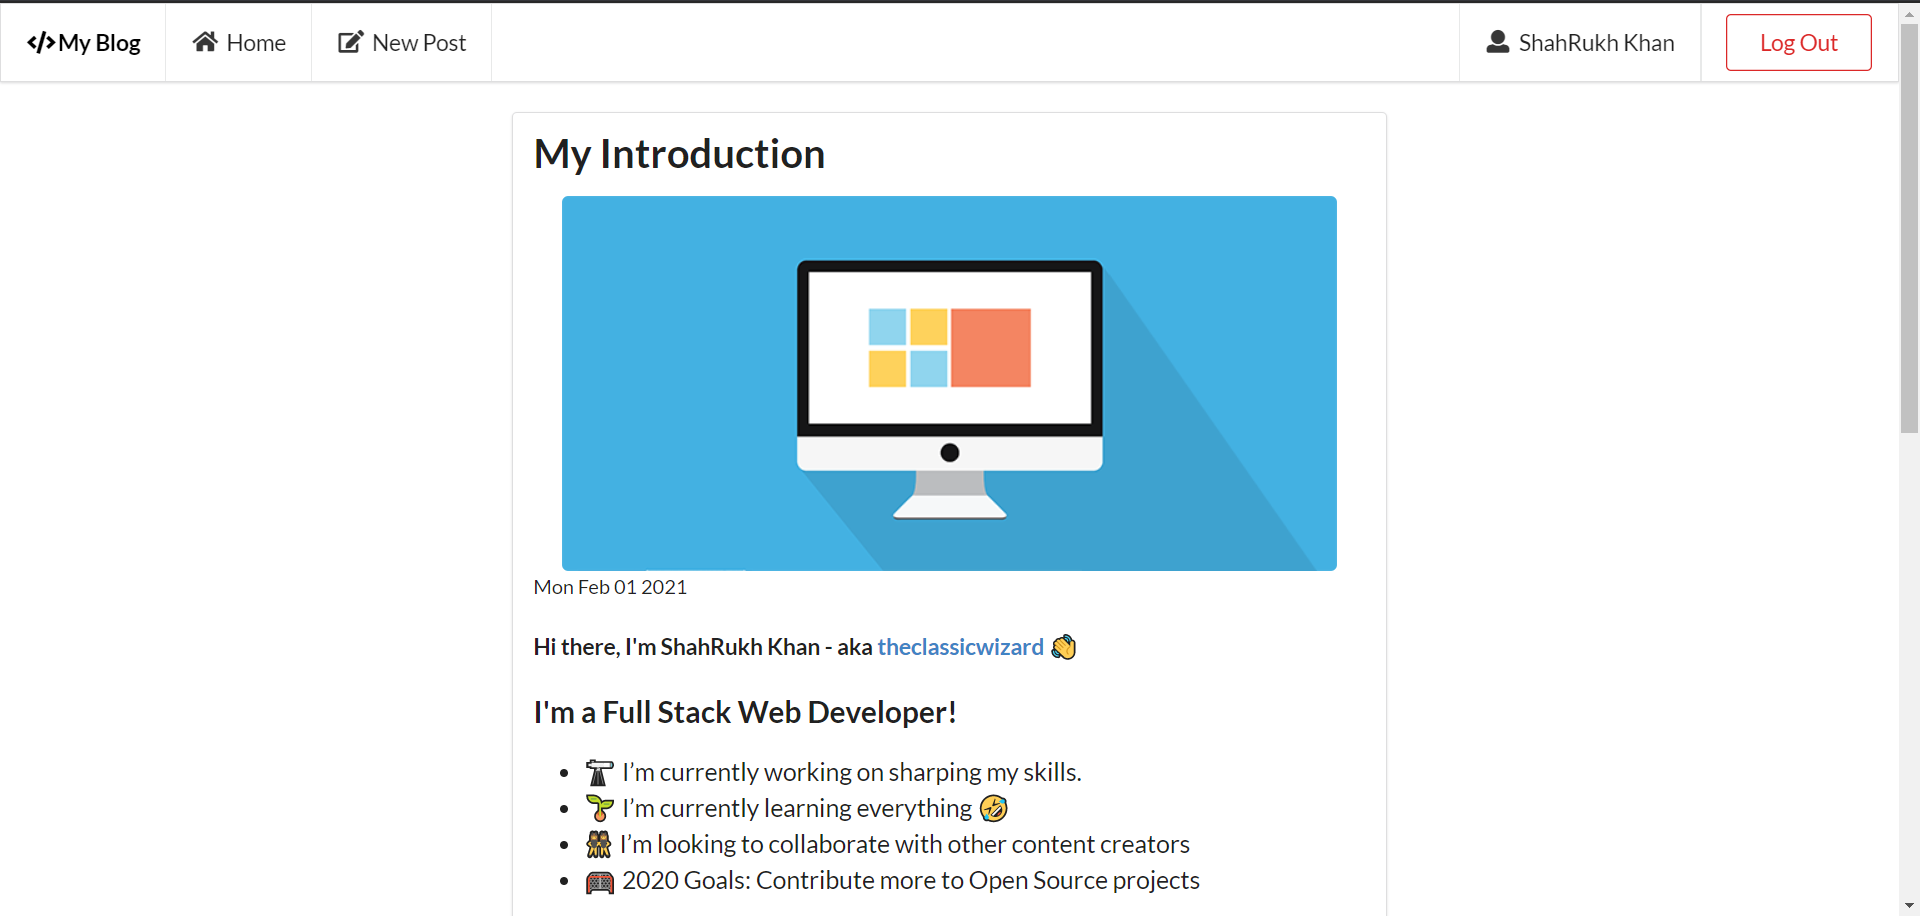 </>My Blog Home New Post ShahRukh Khan Log Out
My Introduction
Mon Feb 01 2021
Hi there, I'm ShahRukh Khan - aka theclassicwizard 👏
I'm a Full Stack Web Developer!
• 🔭 I’m currently working on sharping my skills.
• 🌱 I’m currently learning everything 🤣
• 👯 I’m looking to collaborate with other content creators
• 🥅 2020 Goals: Contribute more to Open Source projects